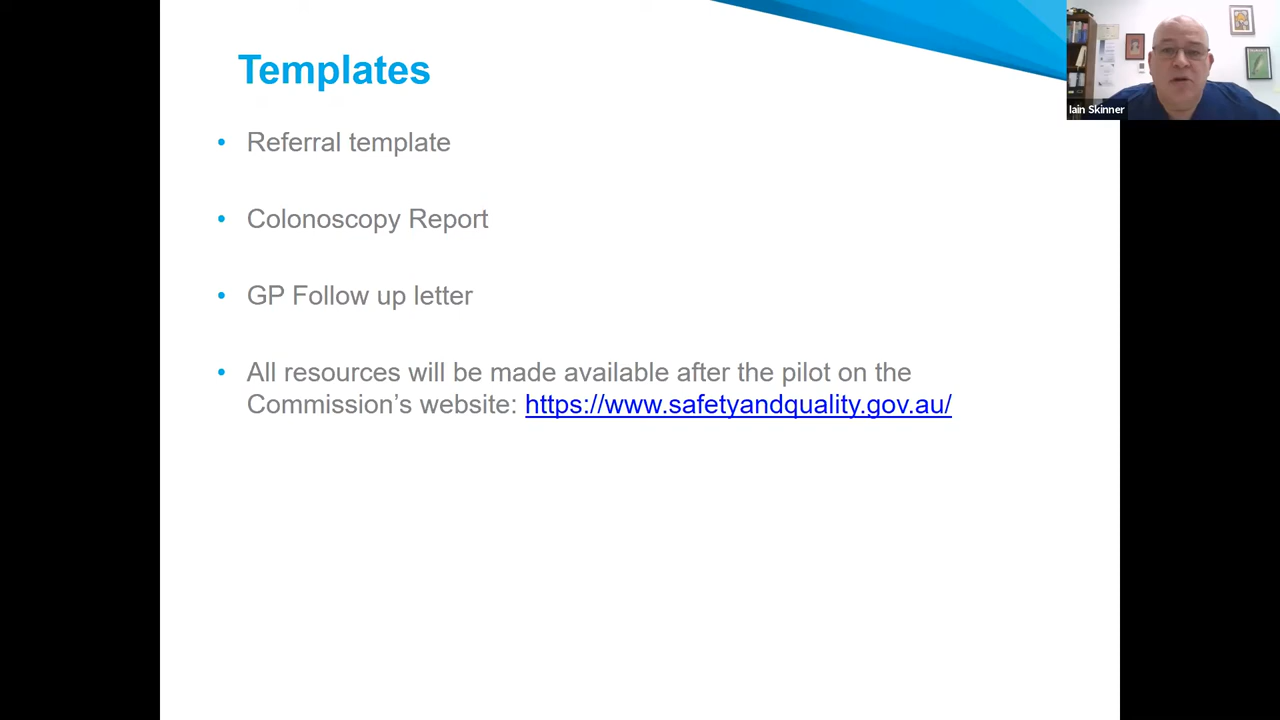 Templates
Iain Skinner
• Referral template
• Colonoscopy Report
• GP Follow up letter
• All resources will be made available after the pilot on the
Commission’s website: https://www.safetyandquality.gov.au/